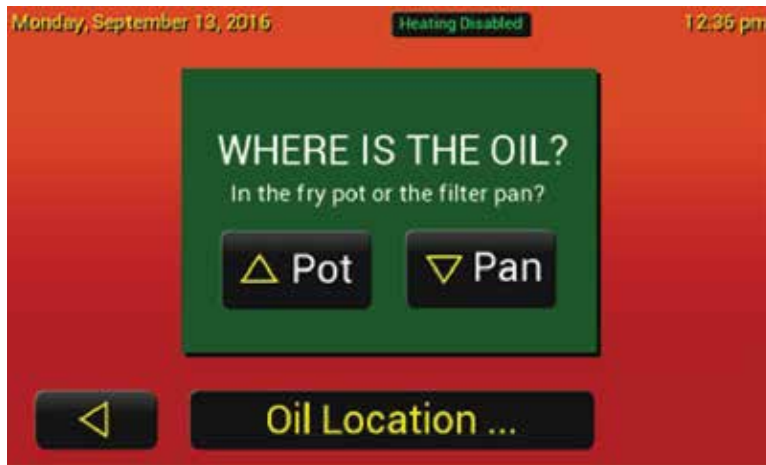 Monday, September 13, 2016 Heating Disabled 12:36 pm
WHERE IS THE OIL?
In the fry pot or the filter pan?
△ Pot ▽ Pan
Oil Location ...